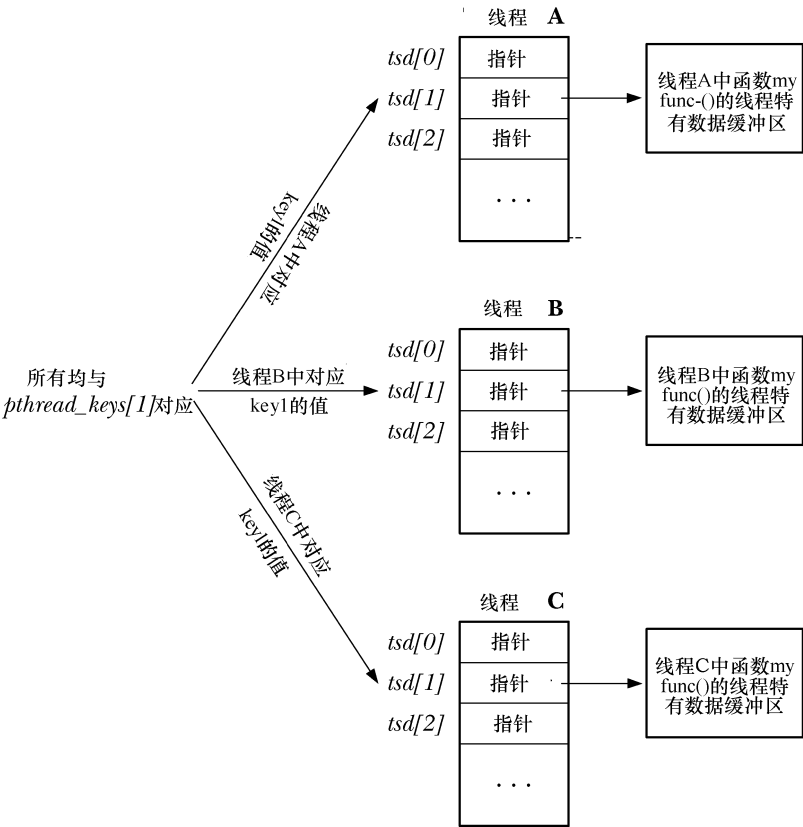 线程 A
tsd[0] 指针
tsd[1] 指针
tsd[2] 指针
...
线程A中函数my
func-()的线程特
有数据缓冲区
线程A中对应
key1的值
线程 B
tsd[0] 指针
tsd[1] 指针
tsd[2] 指针
...
线程B中函数my
func()的线程特
有数据缓冲区
所有均与
pthread_keys[1]对应
线程B中对应
key1的值
线程C中对应
key1的值
线程 C
tsd[0] 指针
tsd[1] 指针
tsd[2] 指针
...
线程C中函数my
func()的线程特
有数据缓冲区